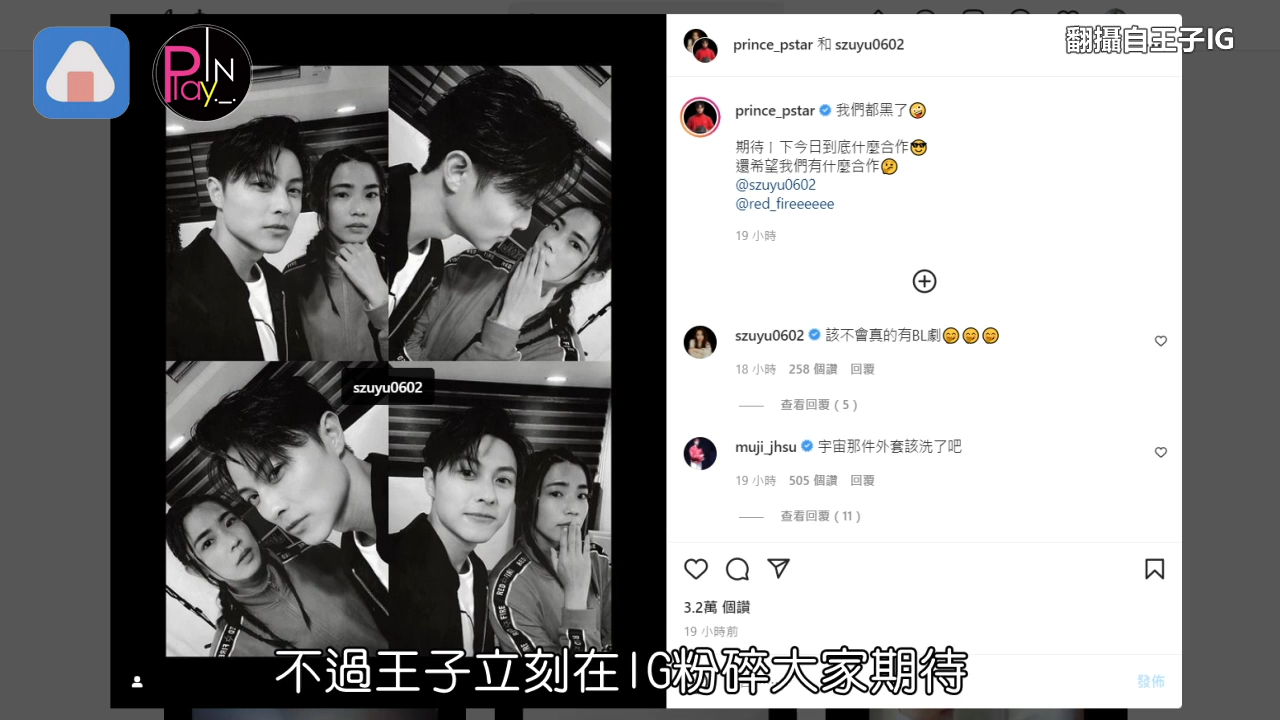 Play IN
翻攝自王子IG
prince_pstar 和 szuyu0602
prince_pstar 我們都黑了🤪
期待ㄧ下今日到底什麼合作😎
還希望我們有什麼合作🫤
@szuyu0602
@red_fireeeeee
19 小時
szuyu0602 該不會真的有BL劇😊😊😊
18 小時 258 個讚 回覆
查看回覆 ( 5 )
muji_jhsu 宇宙那件外套該洗了吧
19 小時 505 個讚 回覆
查看回覆 ( 11 )
szuyu0602
3.2萬 個讚
19 小時前
發佈
不過王子立刻在IG粉碎大家期待